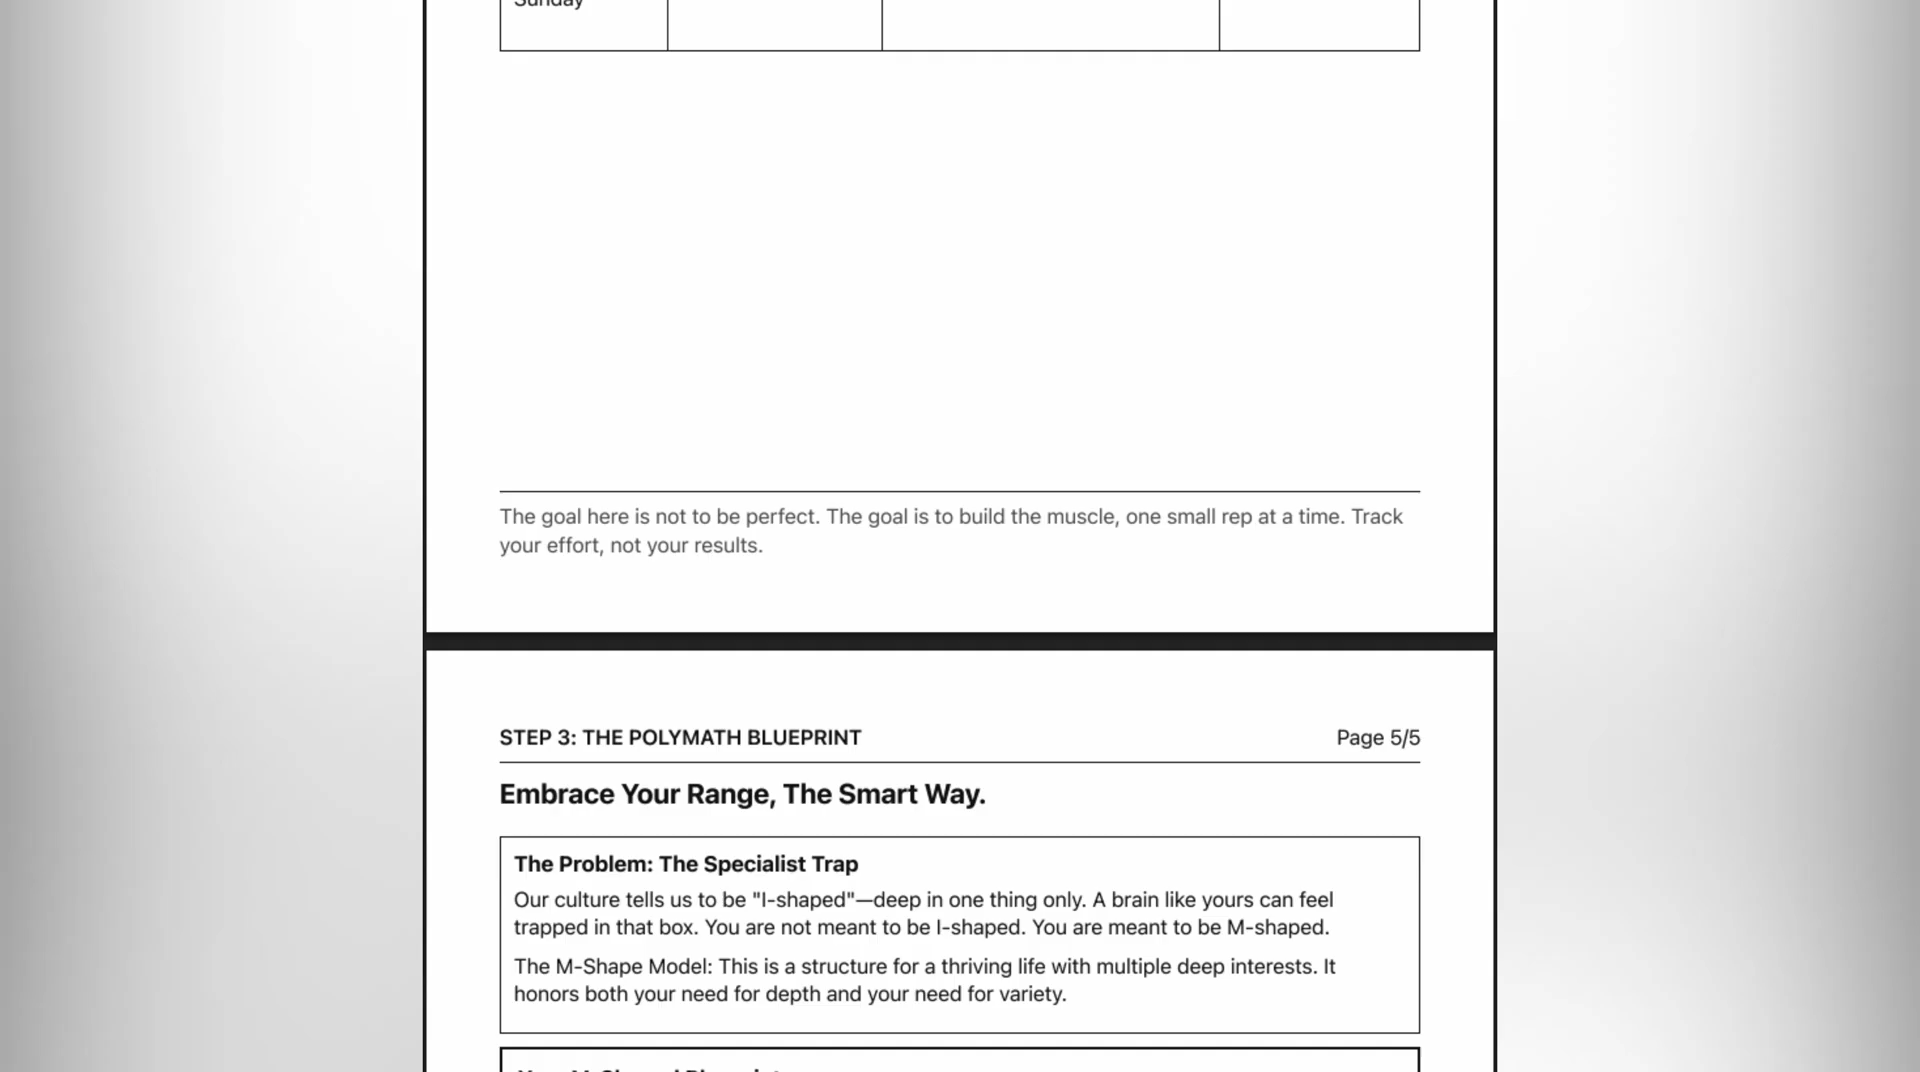 Sunday
The goal here is not to be perfect. The goal is to build the muscle, one small rep at a time. Track
your effort, not your results.
STEP 3: THE POLYMATH BLUEPRINT
Page 5/5
Embrace Your Range, The Smart Way.
The Problem: The Specialist Trap
Our culture tells us to be "I-shaped"—deep in one thing only. A brain like yours can feel
trapped in that box. You are not meant to be I-shaped. You are meant to be M-shaped.
The M-Shape Model: This is a structure for a thriving life with multiple deep interests. It
honors both your need for depth and your need for variety.